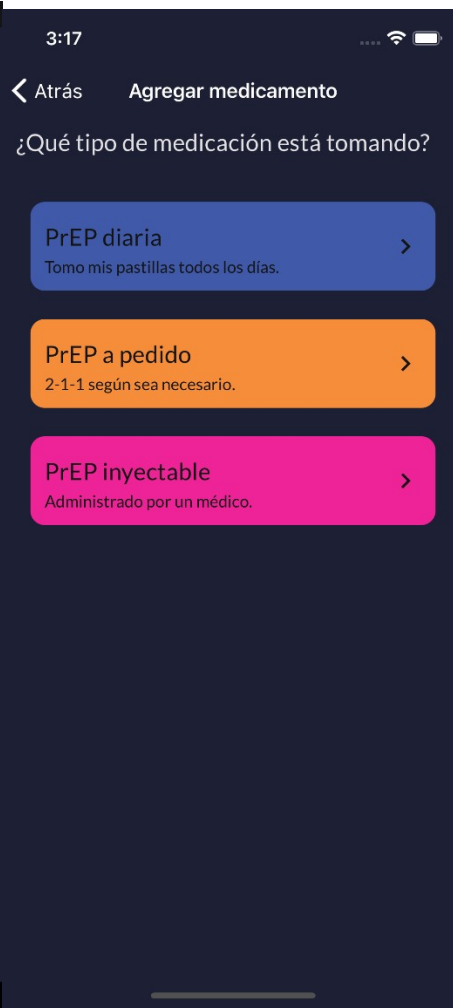 3:17
Atrás Agregar medicamento
¿Qué tipo de medicación está tomando?
PrEP diaria
Tomo mis pastillas todos los días.
PrEP a pedido
2-1-1 según sea necesario.
PrEP inyectable
Administrado por un médico.